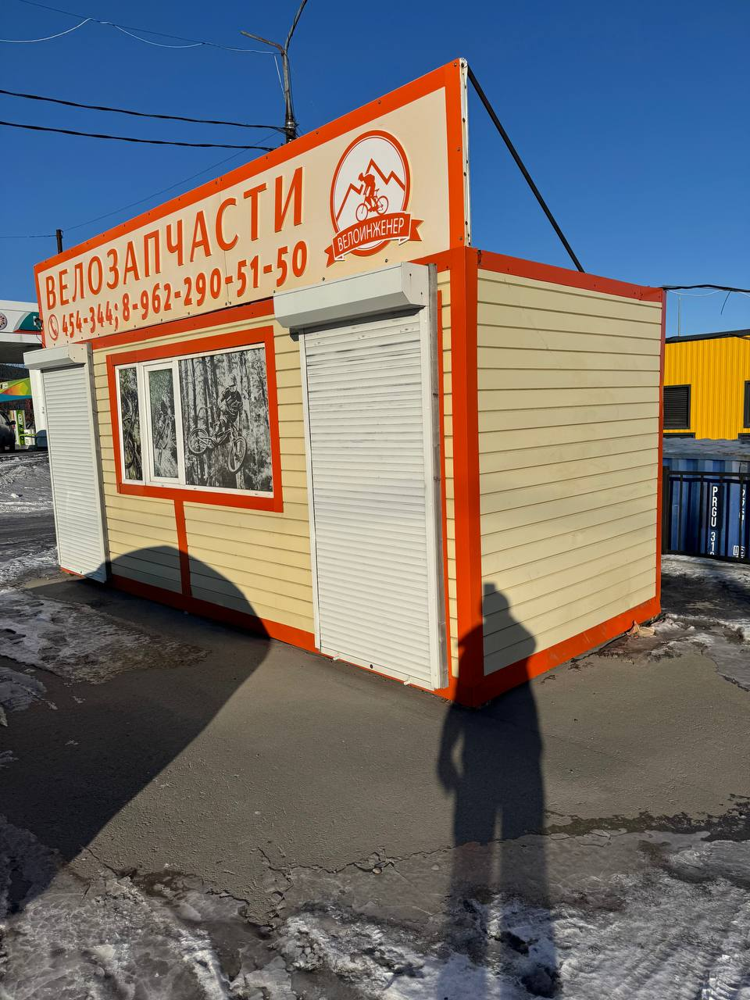 ВЕЛОЗАПЧАСТИ
454-344; 8-962-290-51-50
ВЕЛОИНЖЕНЕР
PRGU 31